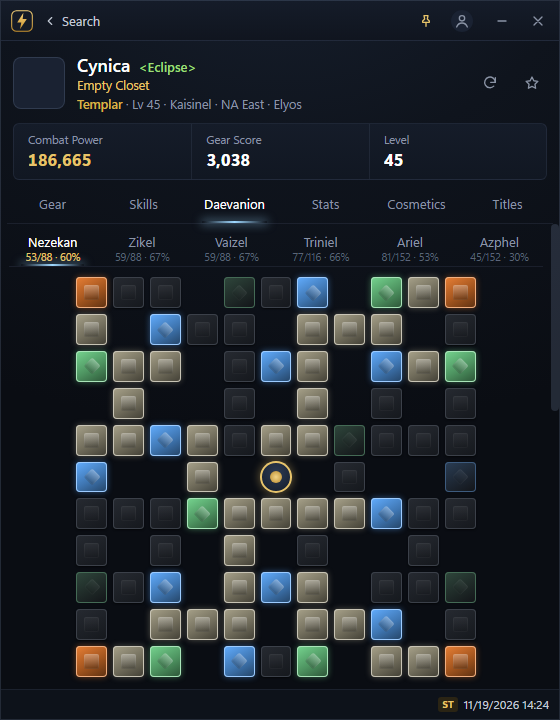 Search
Cynica <Eclipse>
Empty Closet
Templar · Lv 45 · Kaisinel · NA East · Elyos
Combat Power Gear Score Level
186,665 3,038 45
Gear Skills Daevanion Stats Cosmetics Titles
Nezekan Zikel Vaizel Triniel Ariel Azphel
53/88 · 60% 59/88 · 67% 59/88 · 67% 77/116 · 66% 81/152 · 53% 45/152 · 30%
ST 11/19/2026 14:24